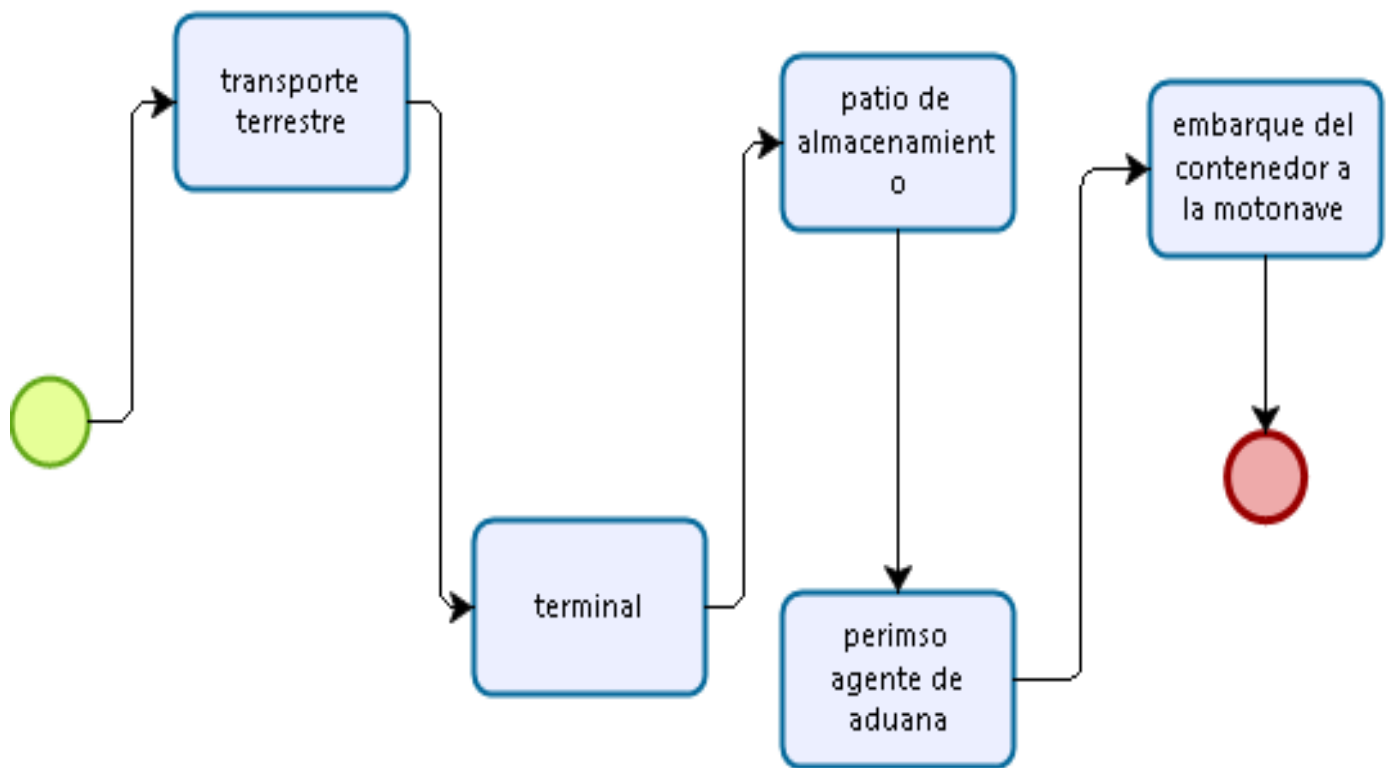 transporte
terrestre
terminal
patio de
almacenamient
o
perimso
agente de
aduana
embarque del
contenedor a
la motonave